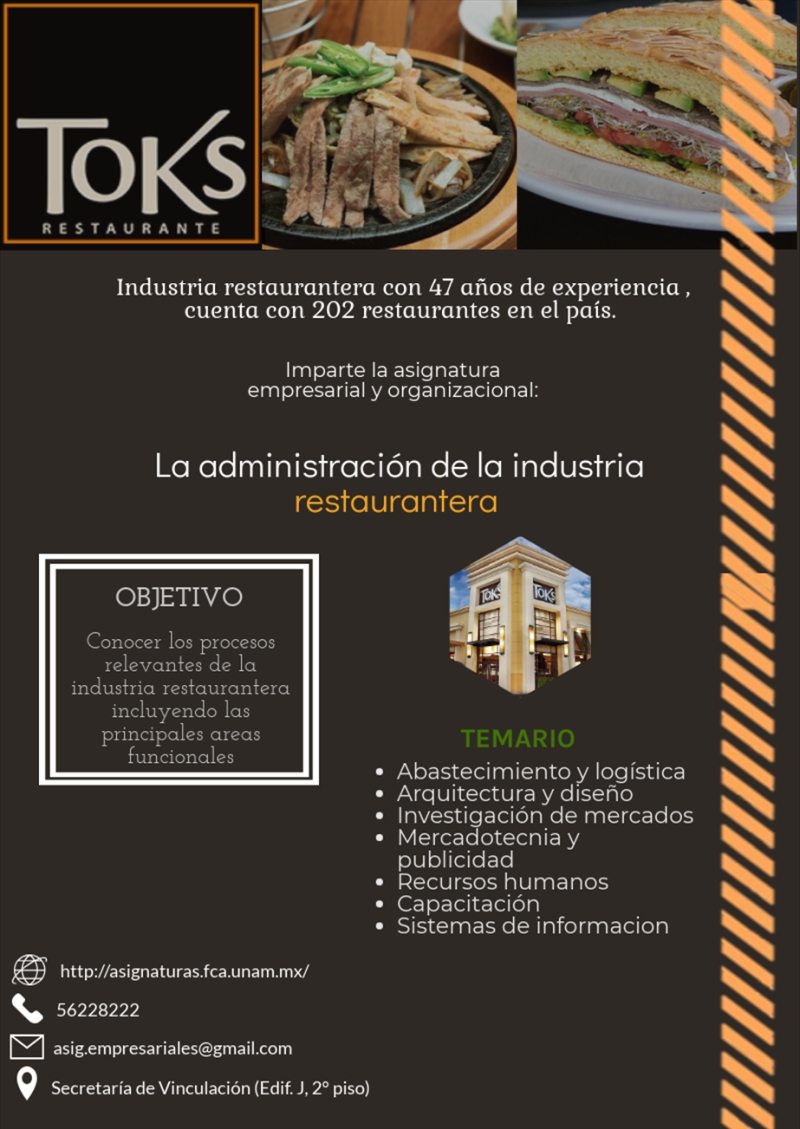 TOKS
RESTAURANTE
Industria restaurantera con 47 años de experiencia ,
cuenta con 202 restaurantes en el país.
Imparte la asignatura
empresarial y organizacional:
La administración de la industria
restaurantera
OBJETIVO
Conocer los procesos
relevantes de la
industria restaurantera
incluyendo las
principales areas
funcionales
TOKS TOKS
TEMARIO
• Abastecimiento y logística
• Arquitectura y diseño
• Investigación de mercados
• Mercadotecnia y
publicidad
• Recursos humanos
• Capacitación
• Sistemas de informacion
http://asignaturas.fca.unam.mx/
56228222
asig.empresariales@gmail.com
Secretaría de Vinculación (Edif. J, 2° piso)